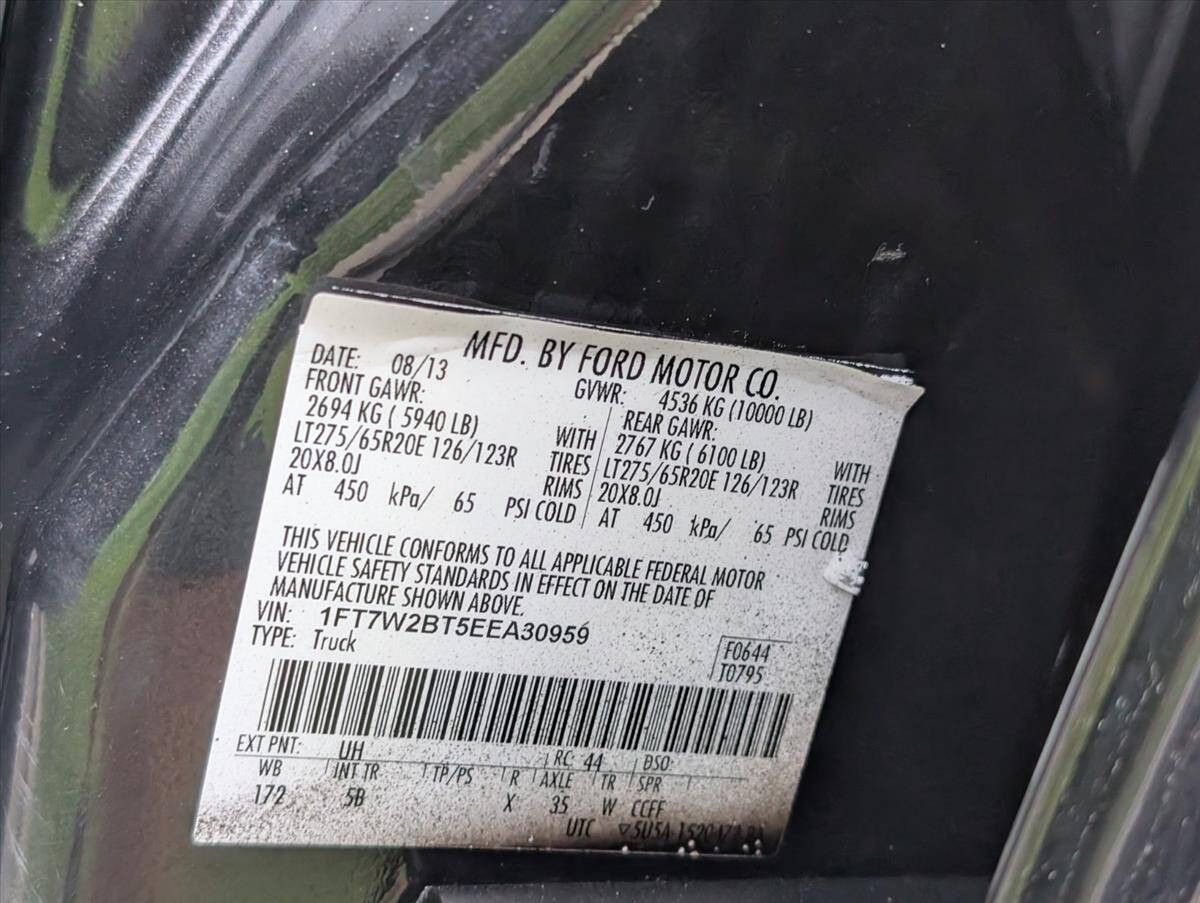 MFD. BY FORD MOTOR CO.
DATE: 08/13 GVWR: 4536 KG (10000 LB)
FRONT GAWR: REAR GAWR:
2694 KG ( 5940 LB) WITH 2767 KG ( 6100 LB) WITH
LT275/65R20E 126/123R TIRES LT275/65R20E 126/123R TIRES
20X8.0J RIMS 20X8.0J RIMS
AT 450 kPa/ 65 PSI COLD AT 450 kPa/ 65 PSI COLD
THIS VEHICLE CONFORMS TO ALL APPLICABLE FEDERAL MOTOR
VEHICLE SAFETY STANDARDS IN EFFECT ON THE DATE OF
MANUFACTURE SHOWN ABOVE.
VIN: 1FT7W2BT5EEA30959
TYPE: Truck
F0644
T0795
EXT PNT: UH RC: 44 DSO:
WB INT TR TP/PS R AXLE TR SPR
172 5B X 35 W CCFF
UTC